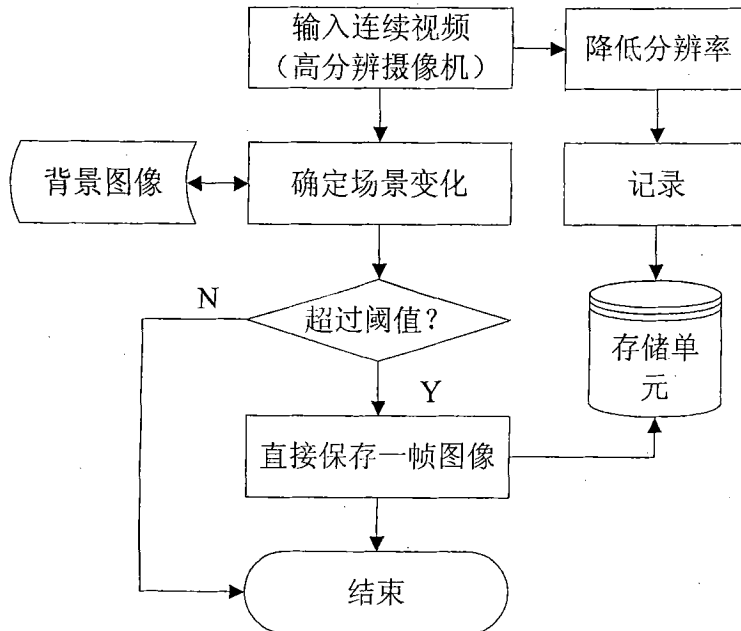 输入连续视频
（高分辨摄像机）
降低分辨率
背景图像
确定场景变化
记录
N
超过阈值？
存储单
元
Y
直接保存一帧图像
结束